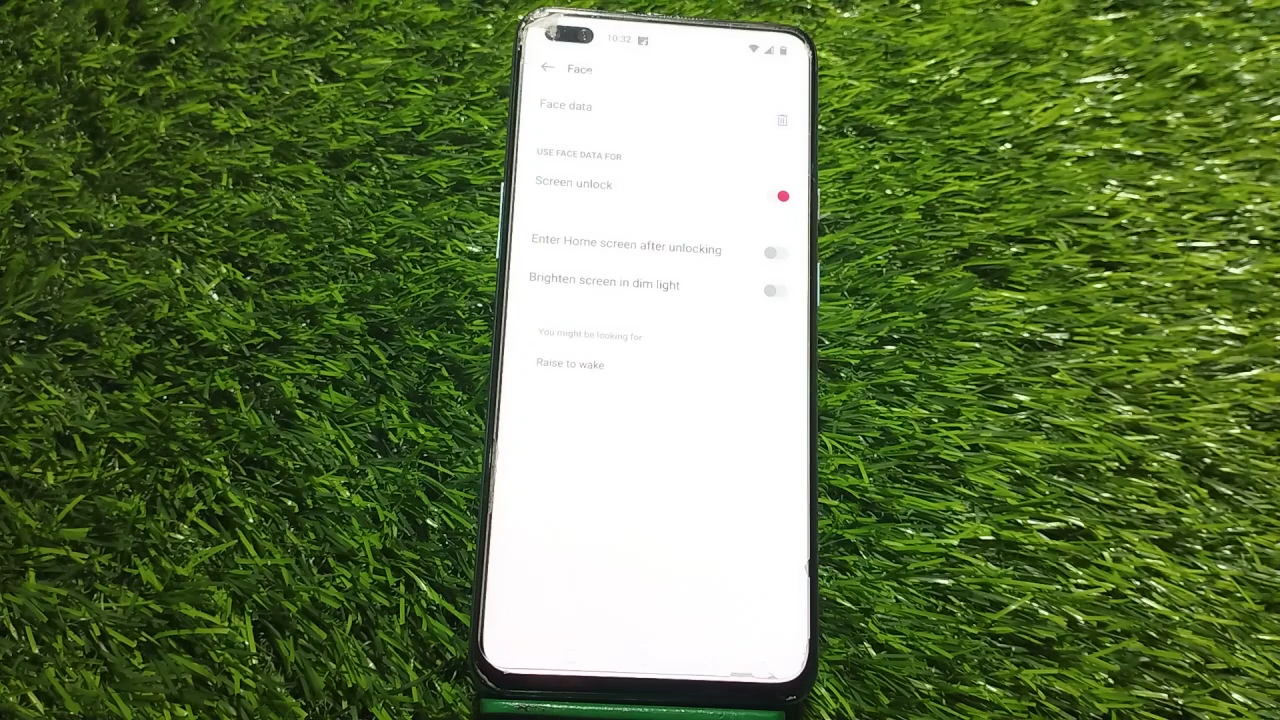 10:32
Face
Face data
USE FACE DATA FOR
Screen unlock
Enter Home screen after unlocking
Brighten screen in dim light
You might be looking for
Raise to wake